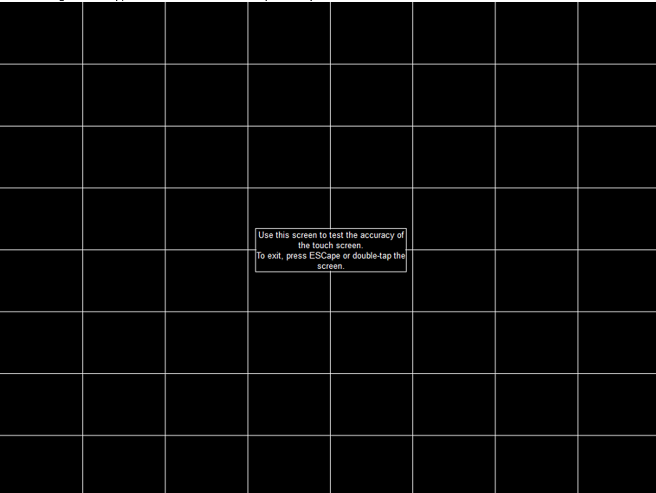 Use this screen to test the accuracy of
the touch screen.
To exit, press ESCape or double-tap the
screen.